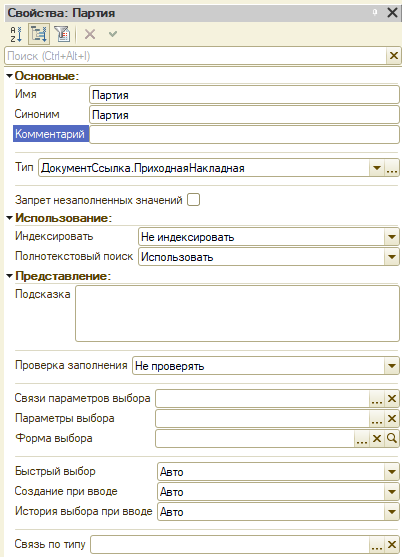 Свойства: Партия
Поиск (Ctrl+Alt+I)
Основные:
Имя Партия
Синоним Партия
Комментарий
Тип ДокументСсылка.ПриходнаяНакладная
Запрет незаполненных значений
Использование:
Индексировать Не индексировать
Полнотекстовый поиск Использовать
Представление:
Подсказка
Проверка заполнения Не проверять
Связи параметров выбора
Параметры выбора
Форма выбора
Быстрый выбор Авто
Создание при вводе Авто
История выбора при вводе Авто
Связь по типу